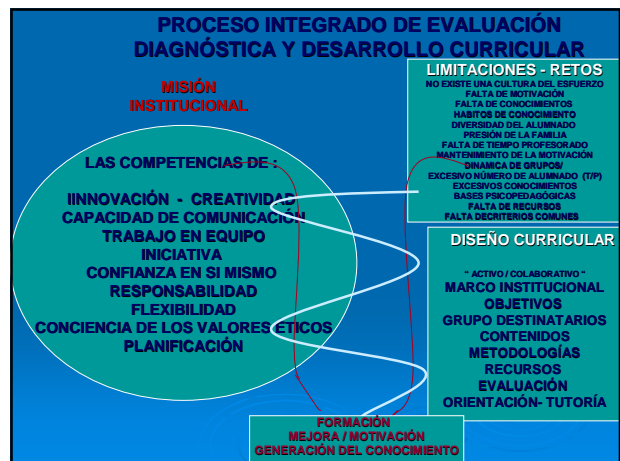 PROCESO INTEGRADO DE EVALUACIÓN
DIAGNÓSTICA Y DESARROLLO CURRICULAR
MISIÓN
INSTITUCIONAL
LAS COMPETENCIAS DE :
IINNOVACIÓN - CREATIVIDAD
CAPACIDAD DE COMUNICACIÓN
TRABAJO EN EQUIPO
INICIATIVA
CONFIANZA EN SI MISMO
RESPONSABILIDAD
FLEXIBILIDAD
CONCIENCIA DE LOS VALORES ETICOS
PLANIFICACIÓN
LIMITACIONES - RETOS
NO EXISTE UNA CULTURA DEL ESFUERZO
FALTA DE MOTIVACIÓN
FALTA DE CONOCIMIENTOS
HABITOS DE CONOCIMIENTO
DIVERSIDAD DEL ALUMNADO
PRESIÓN DE LA FAMILIA
FALTA DE TIEMPO PROFESORADO
MANTENIMIENTO DE LA MOTIVACIÓN
DINAMICA DE GRUPOS/
EXCESIVO NÚMERO DE ALUMNADO (T/P)
EXCESIVOS CONOCIMIENTOS
BASES PSICOPEDAGÓGICAS
FALTA DE RECURSOS
FALTA DECRITERIOS COMUNES
DISEÑO CURRICULAR
" ACTIVO / COLABORATIVO "
MARCO INSTITUCIONAL
OBJETIVOS
GRUPO DESTINATARIOS
CONTENIDOS
METODOLOGÍAS
RECURSOS
EVALUACIÓN
ORIENTACIÓN- TUTORÍA
FORMACIÓN
MEJORA / MOTIVACIÓN
GENERACIÓN DEL CONOCIMIENTO